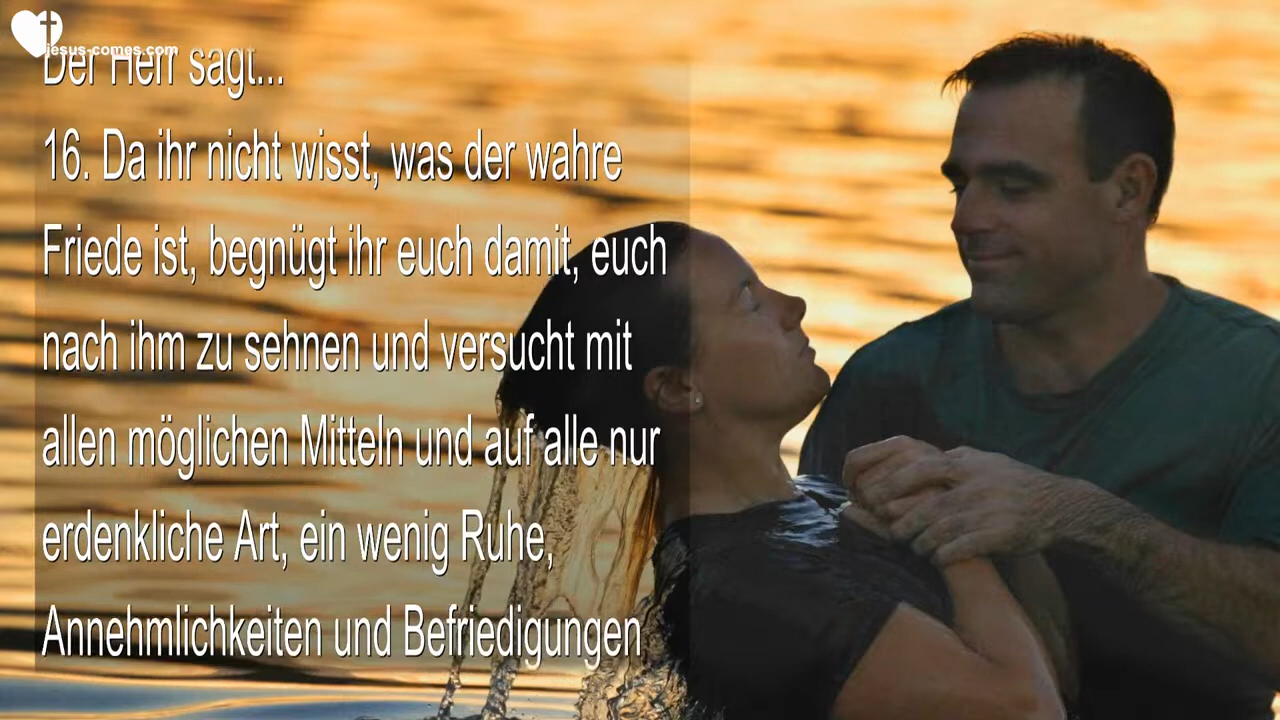 jesus-comes.com
Der Herr sagt...
16. Da ihr nicht wisst, was der wahre
Friede ist, begnügt ihr euch damit, euch
nach ihm zu sehnen und versucht mit
allen möglichen Mitteln und auf alle nur
erdenkliche Art, ein wenig Ruhe,
Annehmlichkeiten und Befriedigungen